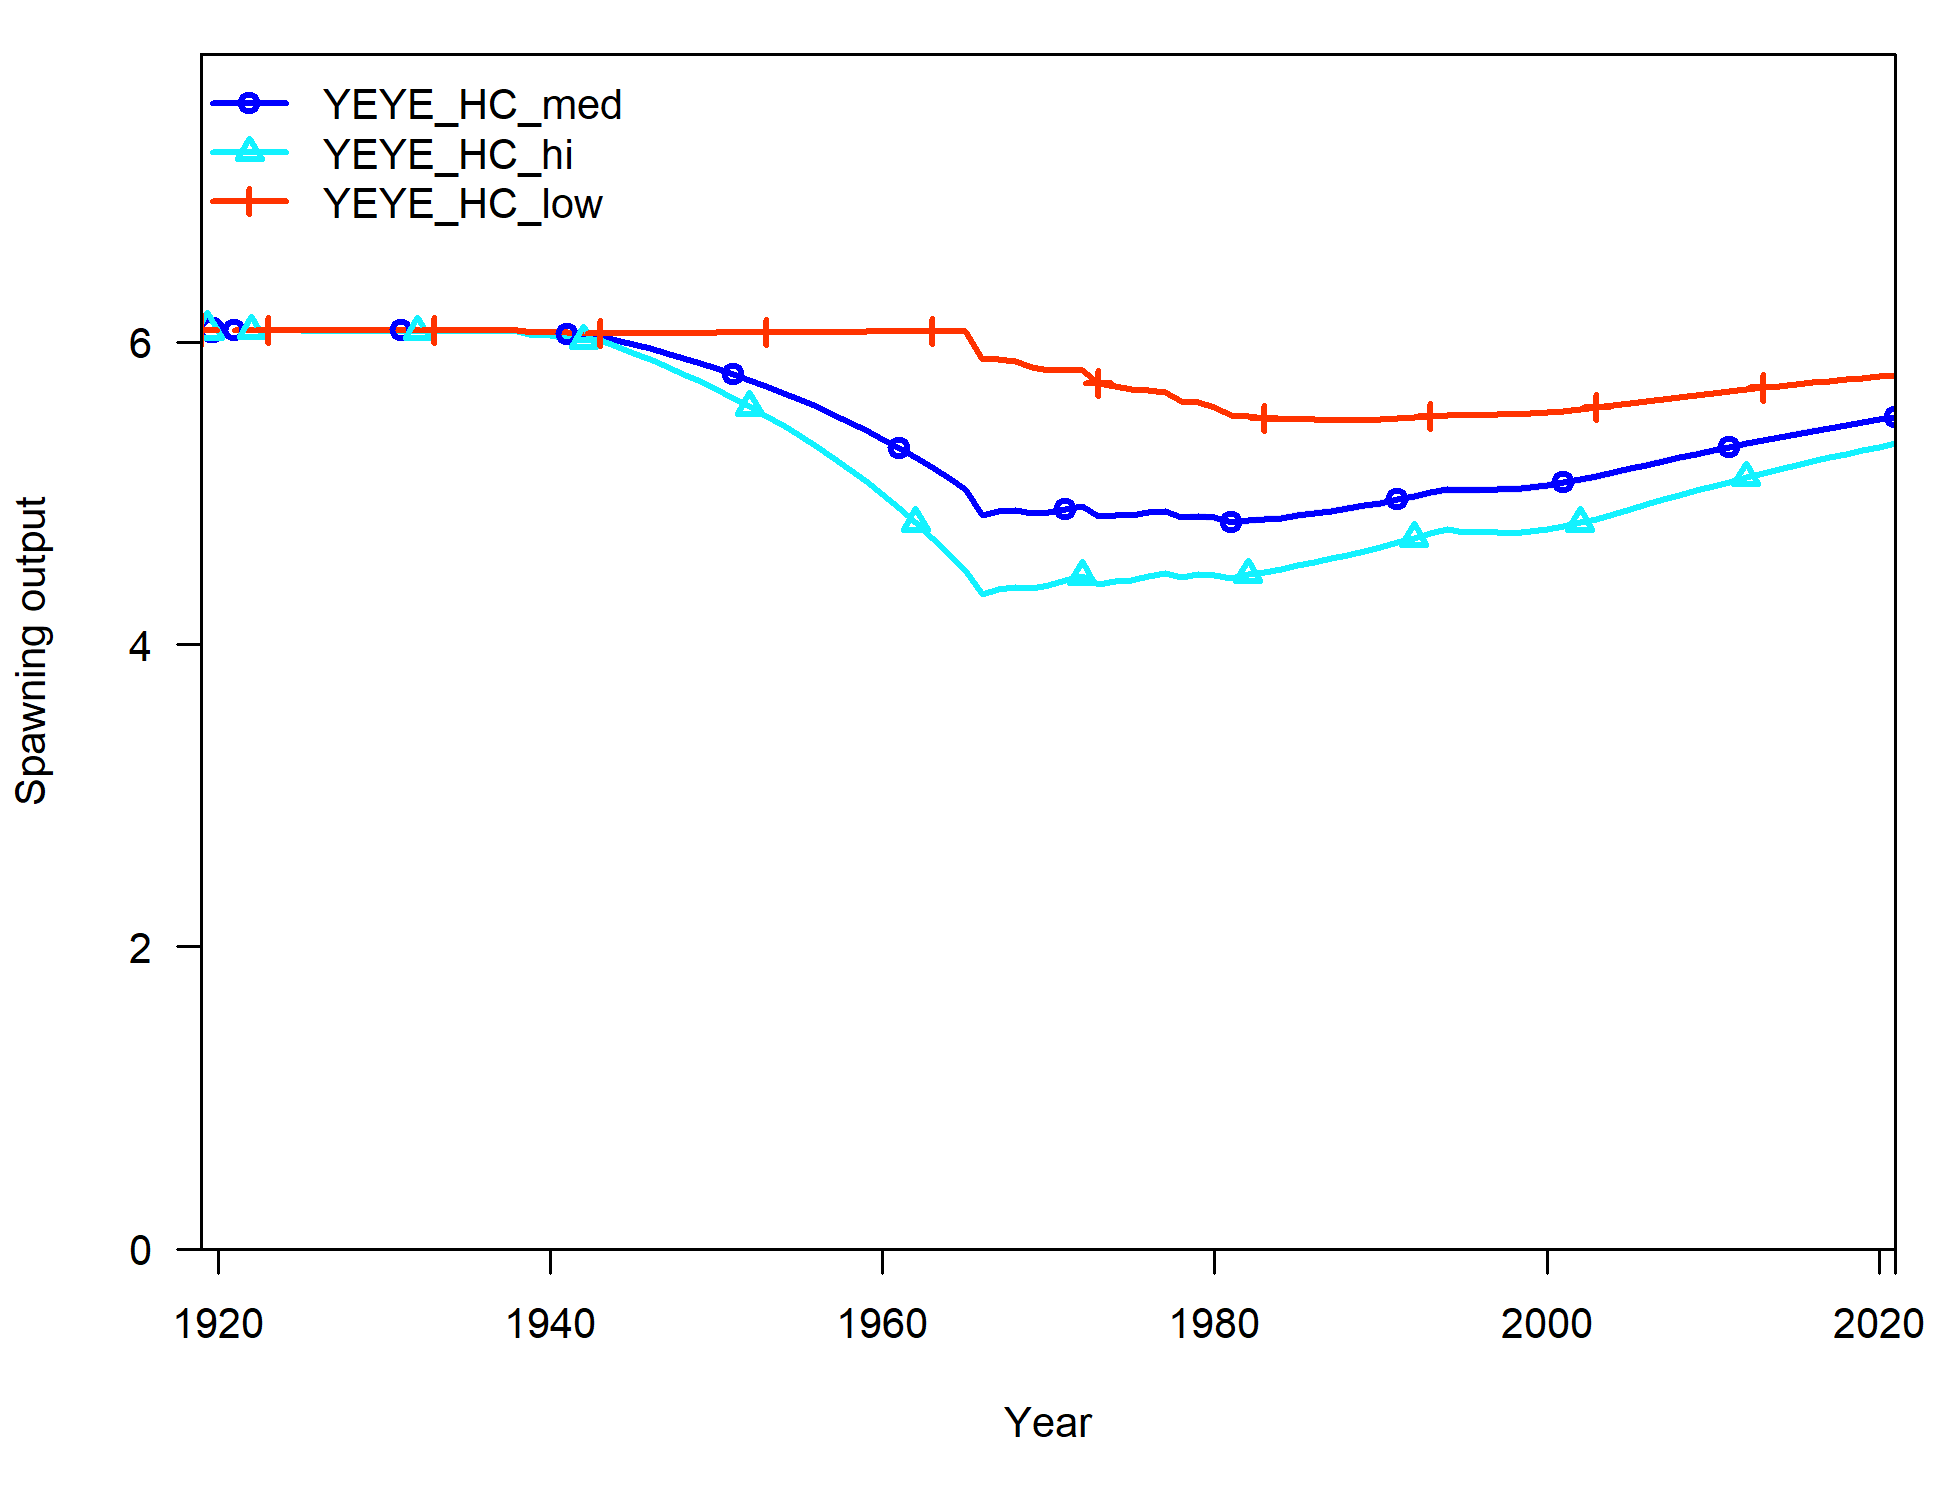 YEYE_HC_med
YEYE_HC_hi
YEYE_HC_low
Spawning output
6
4
2
0
1920 1940 1960 1980 2000 2020
Year